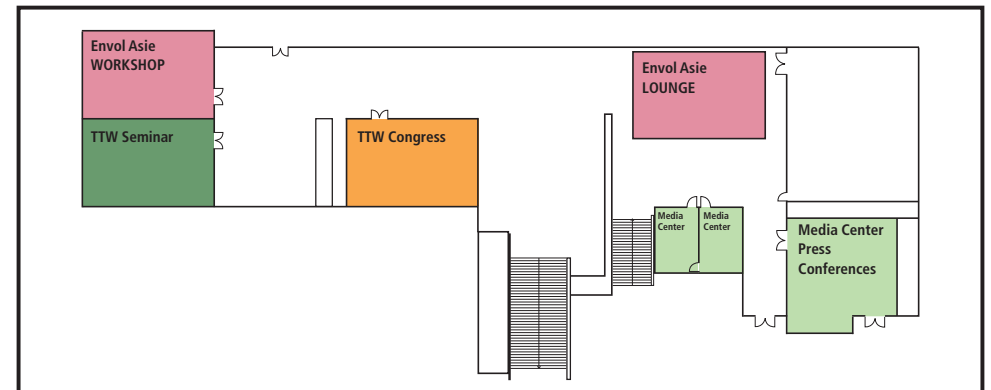 Envol Asie
WORKSHOP
TTW Seminar
TTW Congress
Envol Asie
LOUNGE
Media
Center
Media
Center
Media Center
Press
Conferences